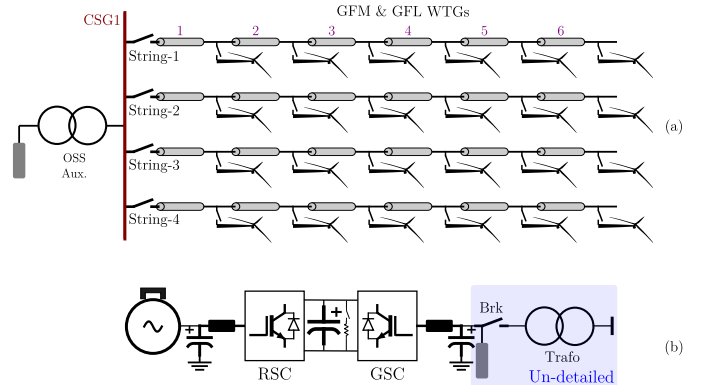 GFM & GFL WTGs
CSG1
1 2 3 4 5 6
String-1
String-2
(a)
OSS
Aux.
String-3
String-4
+ + +
Brk
(b)
Trafo
RSC GSC
Un-detailed